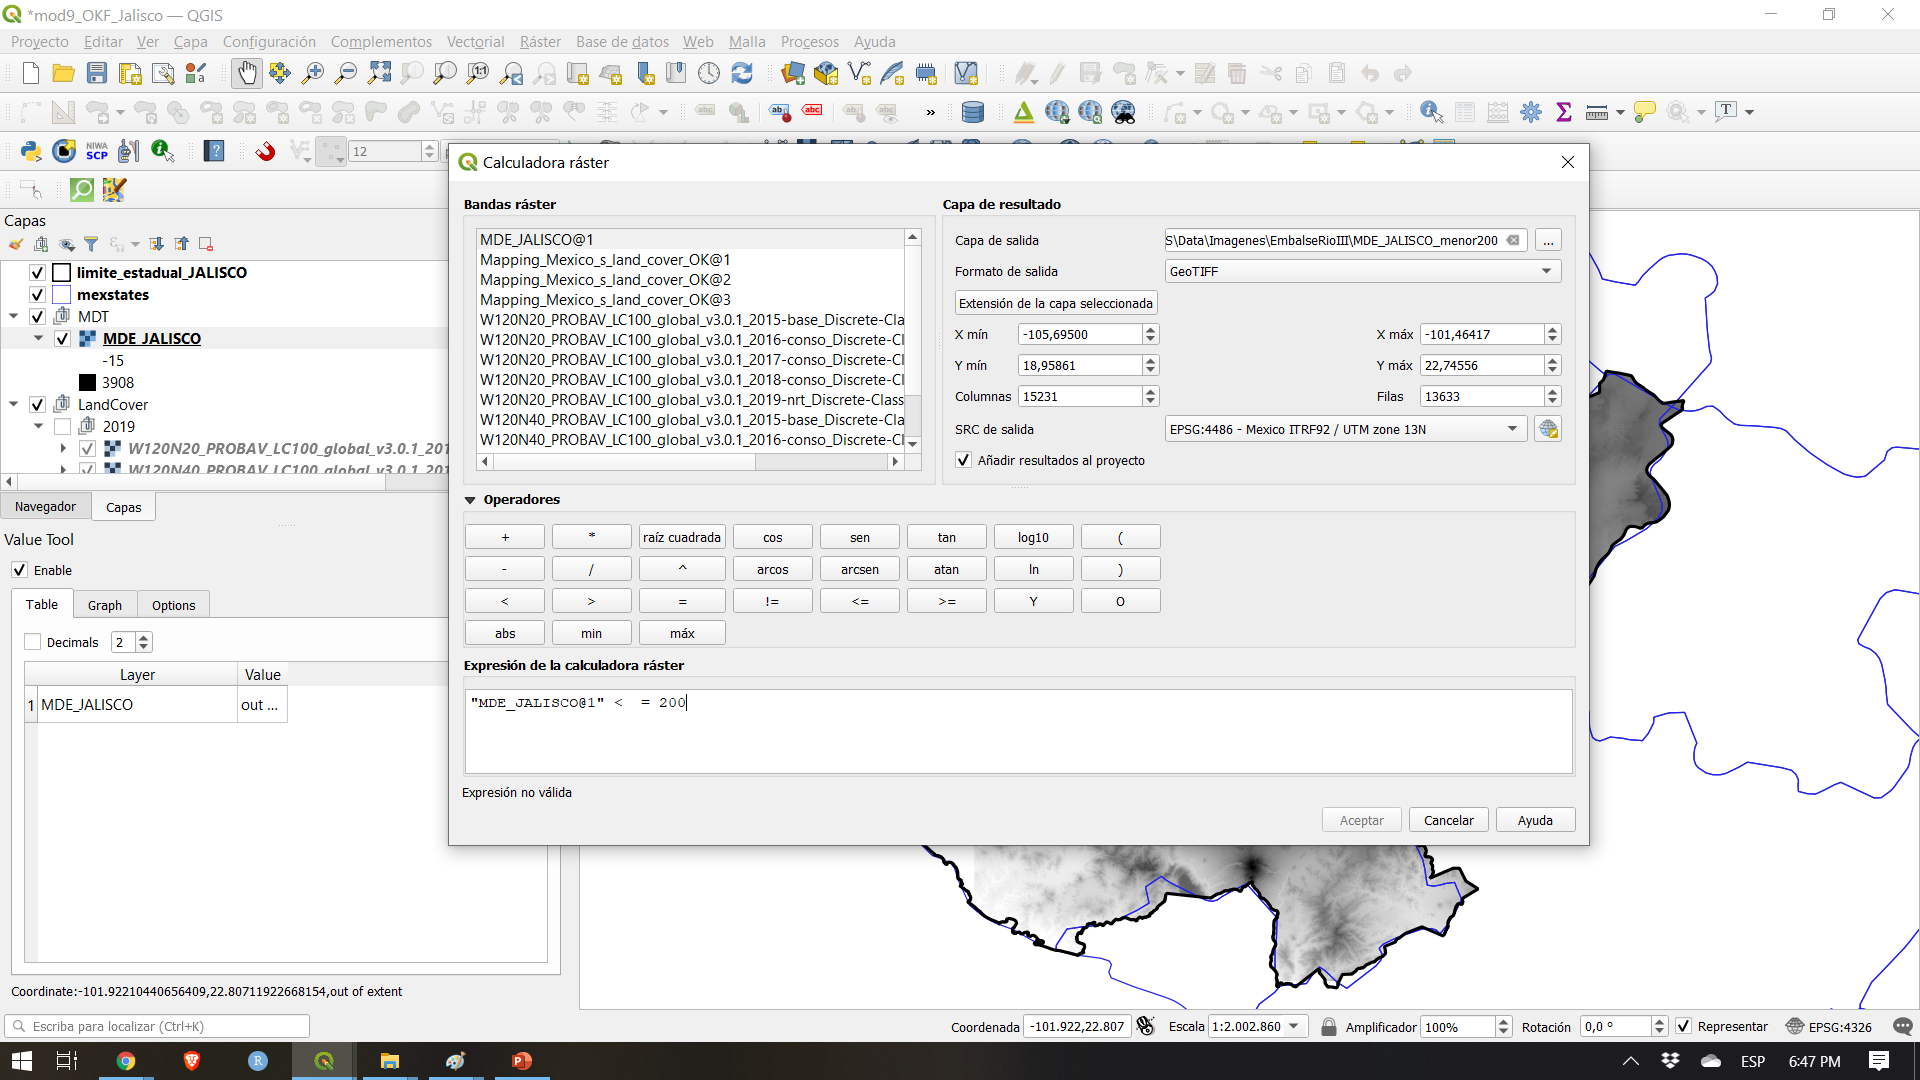 *mod9_OKF_Jalisco — QGIS
Proyecto Editar Ver Capa Configuración Complementos Vectorial Ráster Base de datos Web Malla Procesos Ayuda
1:1
abc abc abc abc abc » T
NIWA
SCP
12
Capas
limite_estadual_JALISCO
mexstates
MDT
MDE_JALISCO
-15
3908
LandCover
2019
W120N20_PROBAV_LC100_global_v3.0.1_201
W120N40_PROBAV_LC100_global_v3.0.1_201
Navegador Capas
Value Tool
Enable
Table Graph Options
Decimals 2
Layer Value
1 MDE_JALISCO out ...
Coordinate:-101.92210440656409,22.80711922668154,out of extent
Calculadora ráster
Bandas ráster
MDE_JALISCO@1
Mapping_Mexico_s_land_cover_OK@1
Mapping_Mexico_s_land_cover_OK@2
Mapping_Mexico_s_land_cover_OK@3
W120N20_PROBAV_LC100_global_v3.0.1_2015-base_Discrete-Cla
W120N20_PROBAV_LC100_global_v3.0.1_2016-conso_Discrete-Cl
W120N20_PROBAV_LC100_global_v3.0.1_2017-conso_Discrete-Cl
W120N20_PROBAV_LC100_global_v3.0.1_2018-conso_Discrete-Cl
W120N20_PROBAV_LC100_global_v3.0.1_2019-nrt_Discrete-Class
W120N40_PROBAV_LC100_global_v3.0.1_2015-base_Discrete-Cla
W120N40_PROBAV_LC100_global_v3.0.1_2016-conso_Discrete-Cl
Capa de resultado
Capa de salida S\Data\Imagenes\EmbalseRioIII\MDE_JALISCO_menor200 ...
Formato de salida GeoTIFF
Extensión de la capa seleccionada
X mín -105,69500 X máx -101,46417
Y mín 18,95861 Y máx 22,74556
Columnas 15231 Filas 13633
SRC de salida EPSG:4486 - Mexico ITRF92 / UTM zone 13N
Añadir resultados al proyecto
Operadores
+ * raíz cuadrada cos sen tan log10 (
- / ^ arcos arcsen atan ln )
< > = != <= >= Y O
abs min máx
Expresión de la calculadora ráster
"MDE_JALISCO@1" <  = 200
Expresión no válida
Aceptar Cancelar Ayuda
Escriba para localizar (Ctrl+K) Coordenada -101.922,22.807 Escala 1:2.002.860 Amplificador 100% Rotación 0,0 ° Representar EPSG:4326
R P ESP 6:47 PM